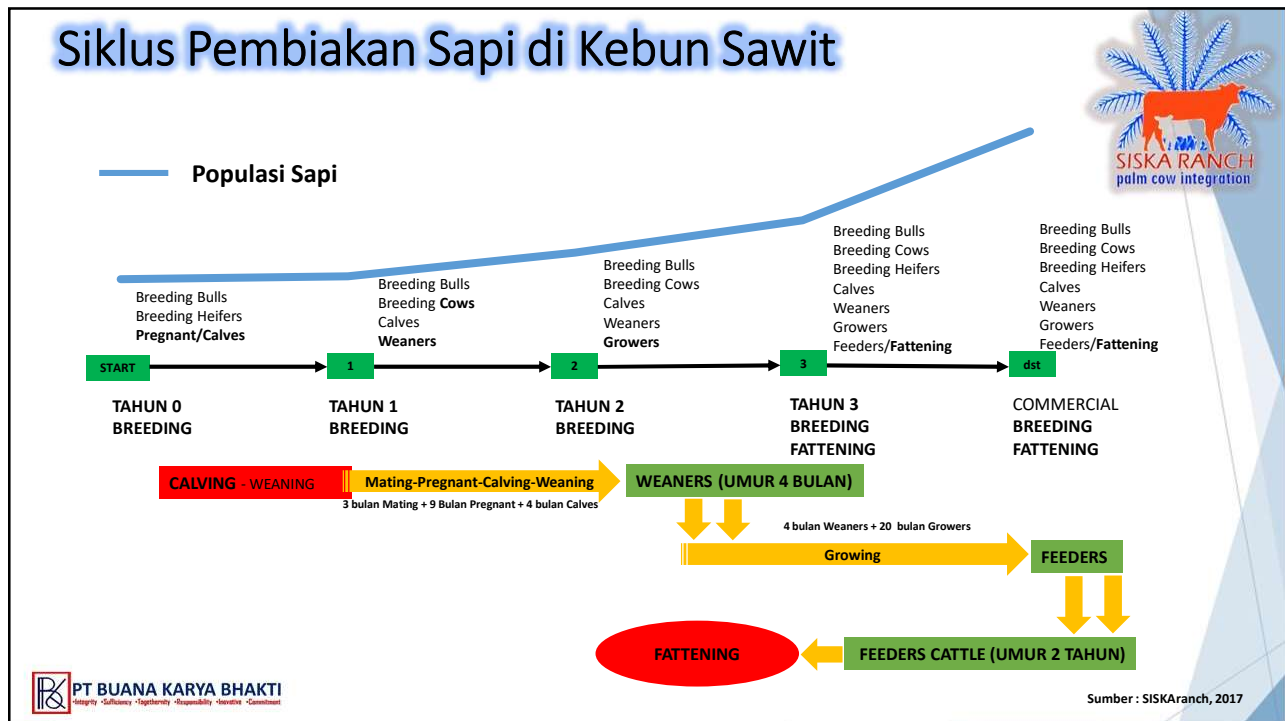 Siklus Pembiakan Sapi di Kebun Sawit
SISKA RANCH
palm cow integration
Populasi Sapi
Breeding Bulls
Breeding Heifers
Pregnant/Calves
Breeding Bulls
Breeding Cows
Calves
Weaners
Breeding Bulls
Breeding Cows
Calves
Weaners
Growers
Breeding Bulls
Breeding Cows
Breeding Heifers
Calves
Weaners
Growers
Feeders/Fattening
Breeding Bulls
Breeding Cows
Breeding Heifers
Calves
Weaners
Growers
Feeders/Fattening
START
1
2
3
dst
TAHUN 0
BREEDING
TAHUN 1
BREEDING
TAHUN 2
BREEDING
TAHUN 3
BREEDING
FATTENING
COMMERCIAL
BREEDING
FATTENING
CALVING - WEANING
Mating-Pregnant-Calving-Weaning
3 bulan Mating + 9 Bulan Pregnant + 4 bulan Calves
WEANERS (UMUR 4 BULAN)
4 bulan Weaners + 20 bulan Growers
Growing
FEEDERS
FATTENING
FEEDERS CATTLE (UMUR 2 TAHUN)
PT BUANA KARYA BHAKTI
•Integrity •Sufficiency •Togethernity •Responsibility •Inovative •Commitment
Sumber : SISKAranch, 2017